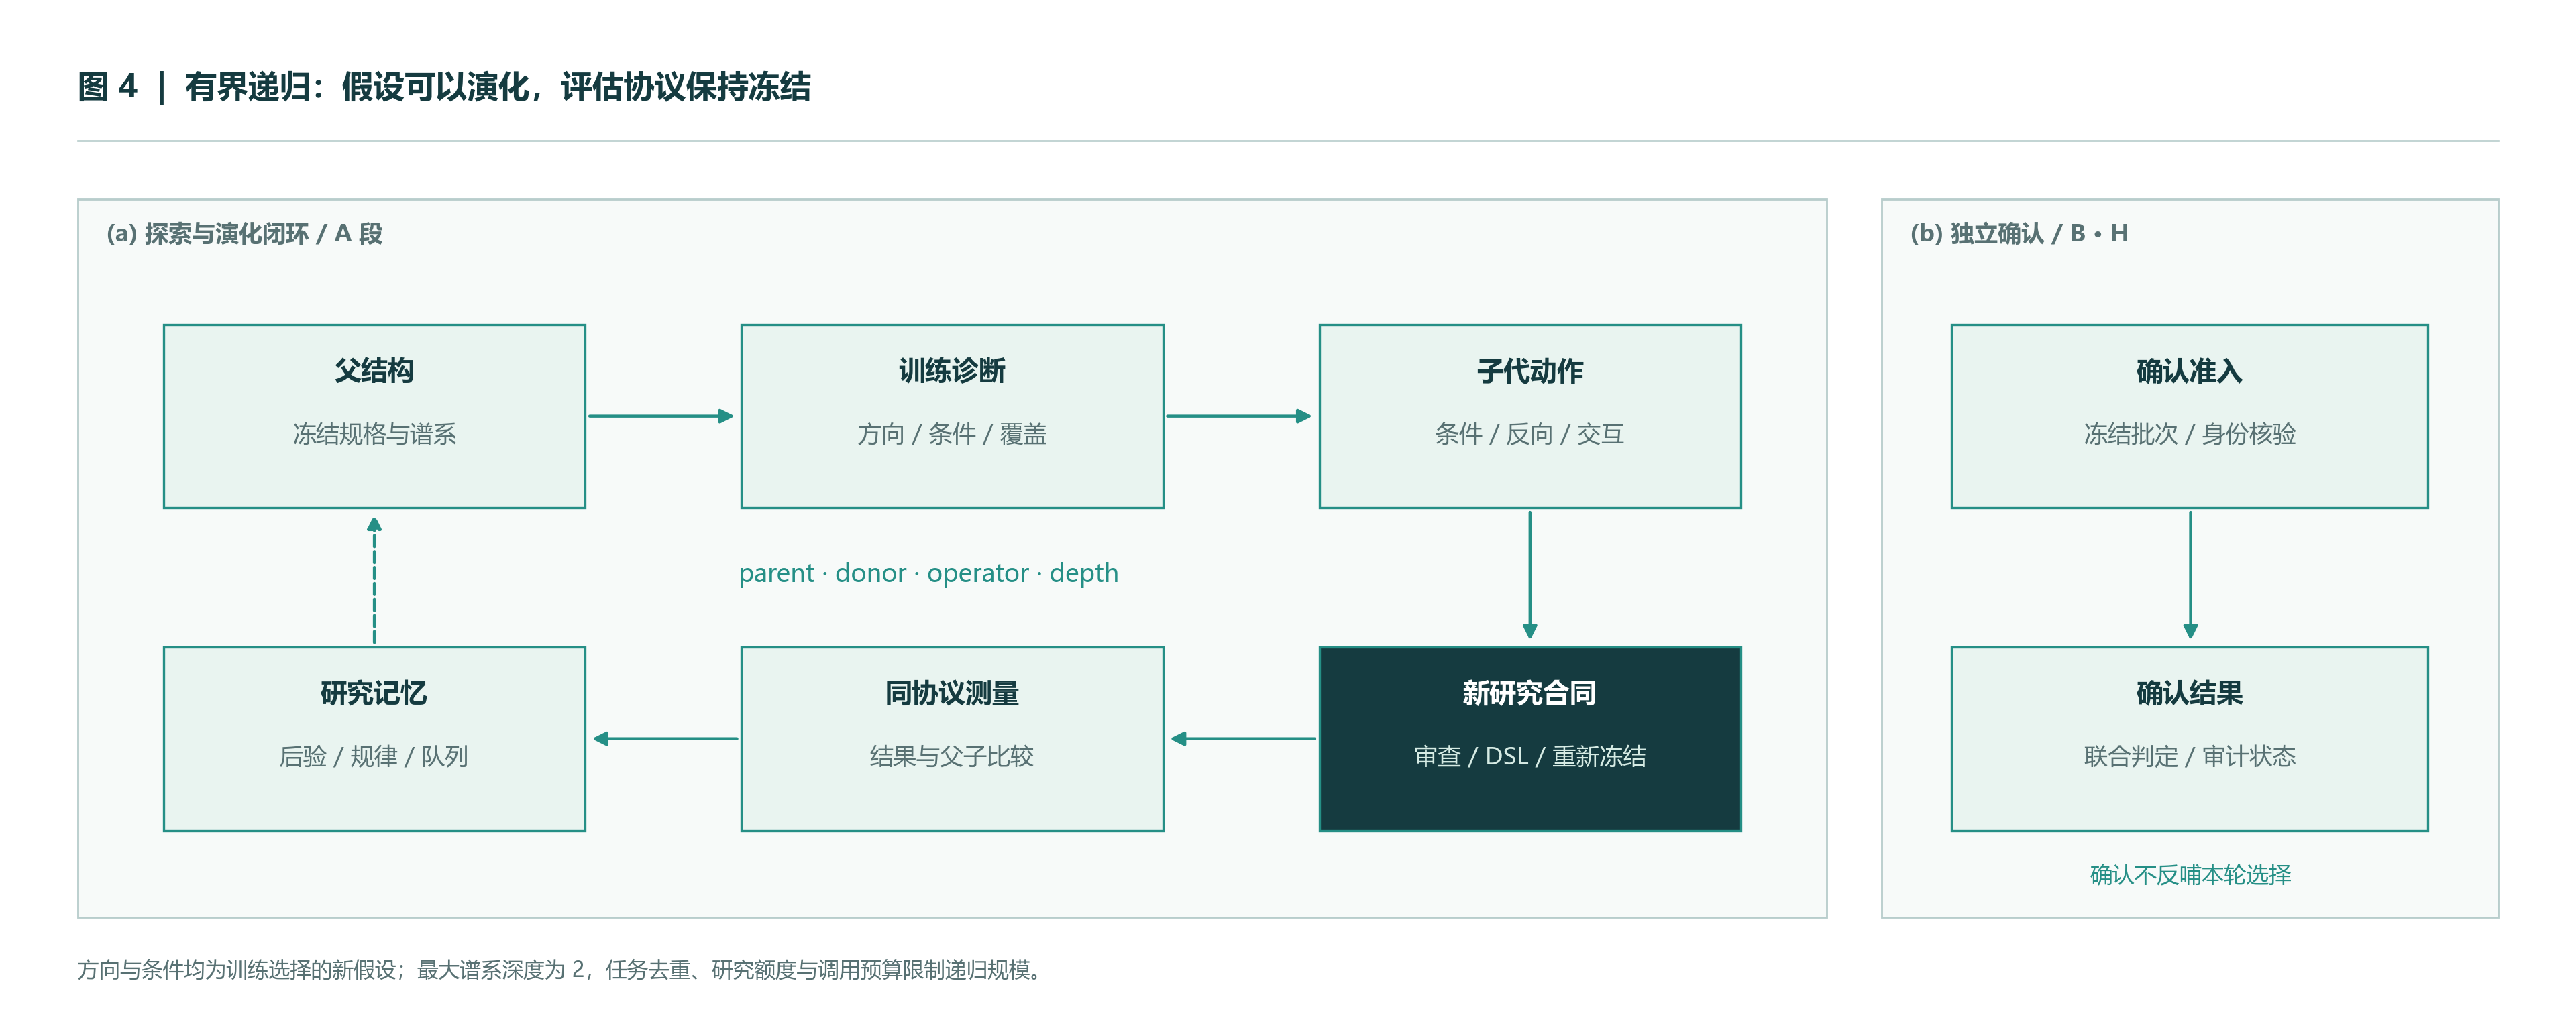 图 4 | 有界递归：假设可以演化，评估协议保持冻结
(a) 探索与演化闭环 / A 段
父结构
冻结规格与谱系
训练诊断
方向 / 条件 / 覆盖
子代动作
条件 / 反向 / 交互
parent · donor · operator · depth
研究记忆
后验 / 规律 / 队列
同协议测量
结果与父子比较
新研究合同
审查 / DSL / 重新冻结
(b) 独立确认 / B • H
确认准入
冻结批次 / 身份核验
确认结果
联合判定 / 审计状态
确认不反哺本轮选择
方向与条件均为训练选择的新假设；最大谱系深度为 2，任务去重、研究额度与调用预算限制递归规模。